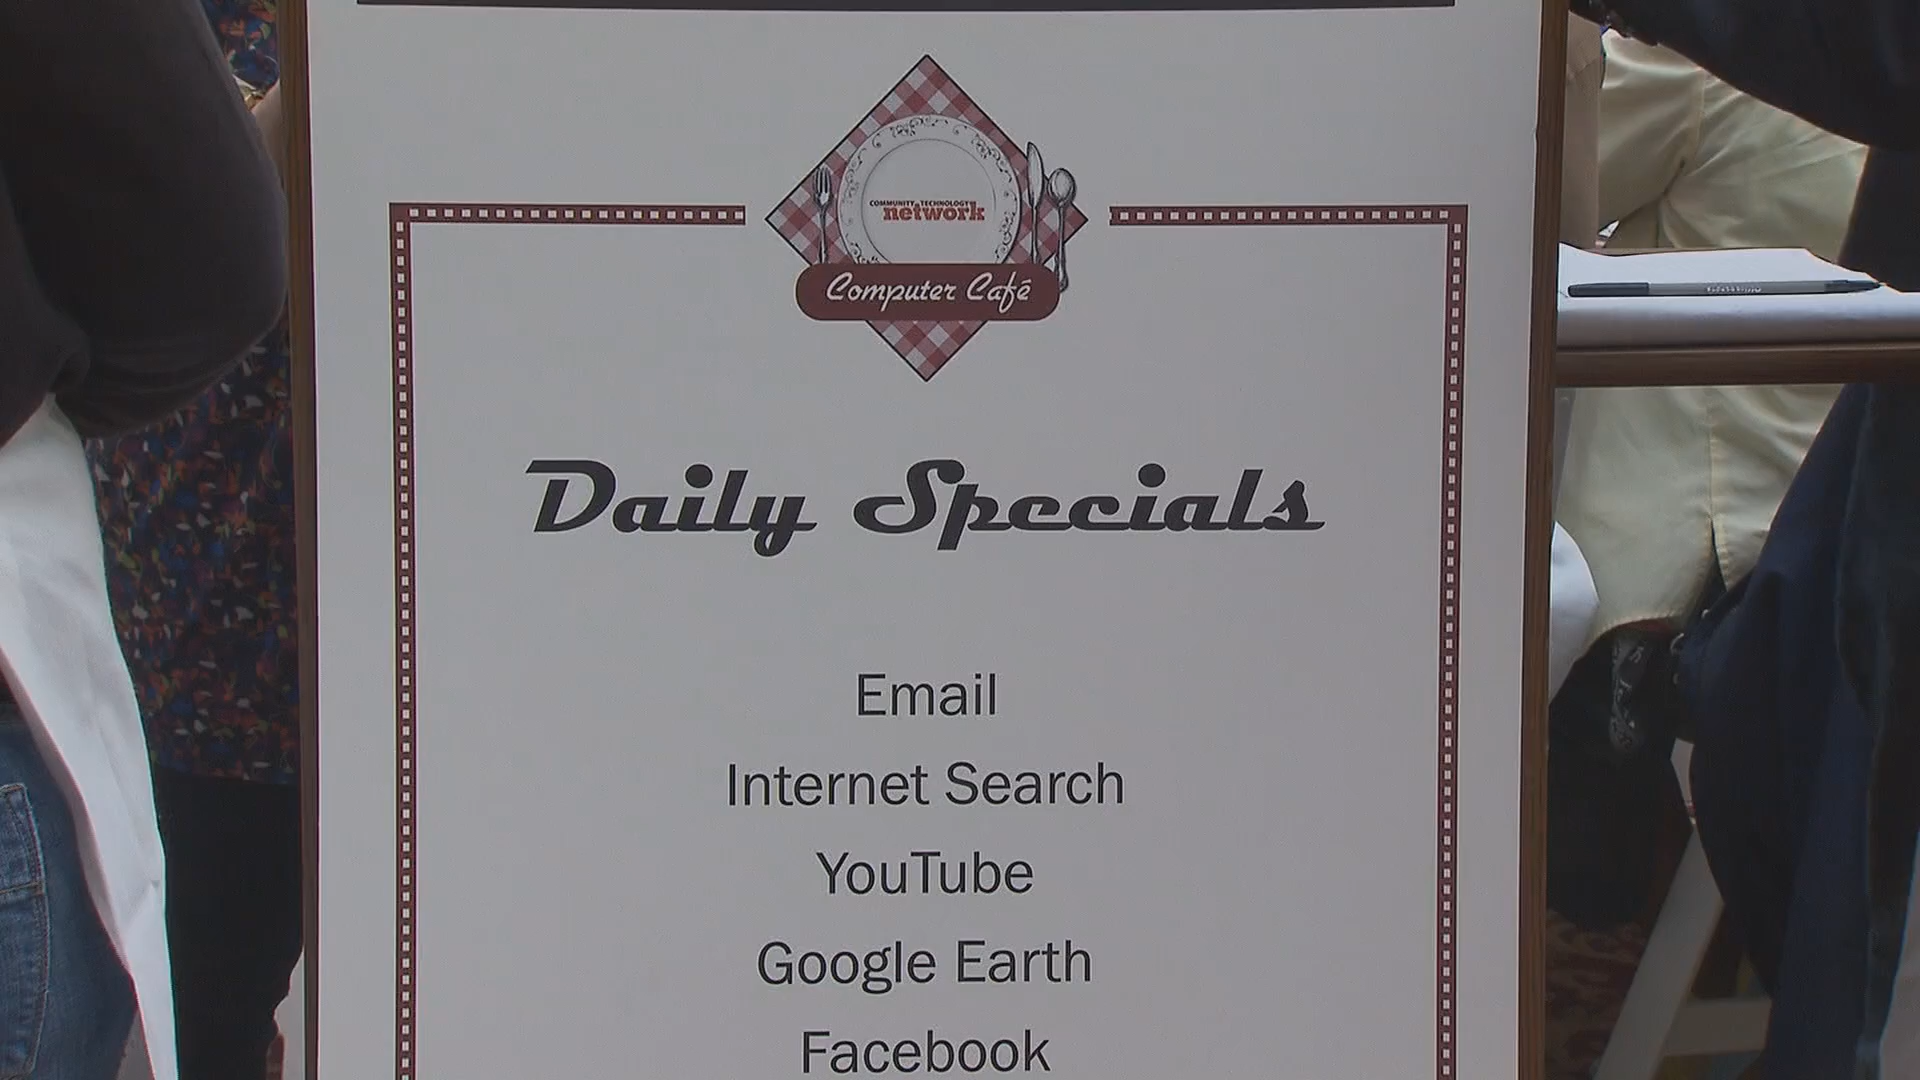 COMMUNITY TECHNOLOGY
network
Computer Café
Daily Specials
Email
Internet Search
YouTube
Google Earth
Facebook